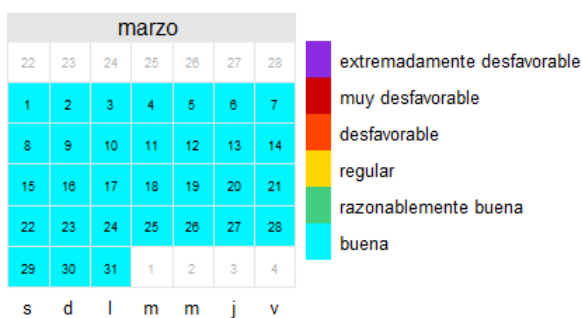 marzo
22 23 24 25 26 27 28
1 2 3 4 5 6 7
8 9 10 11 12 13 14
15 16 17 18 19 20 21
22 23 24 25 26 27 28
29 30 31 1 2 3 4
s d l m m j v
extremadamente desfavorable
muy desfavorable
desfavorable
regular
razonablemente buena
buena